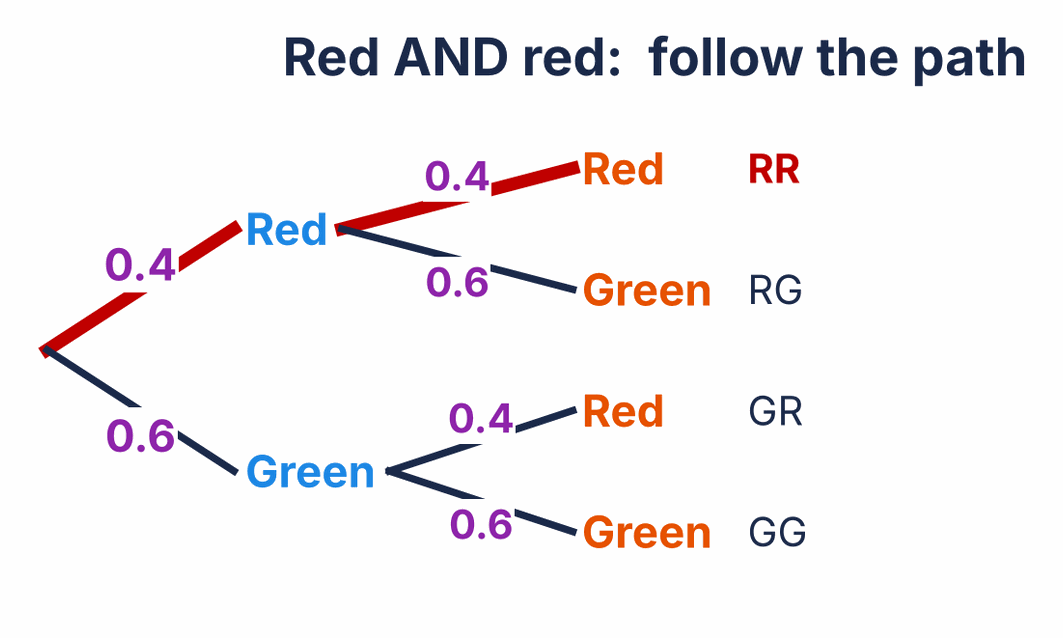 Red AND red: follow the path
0.4 Red RR
Red
0.4
0.6 Green RG
0.4 Red GR
0.6
Green
0.6 Green GG